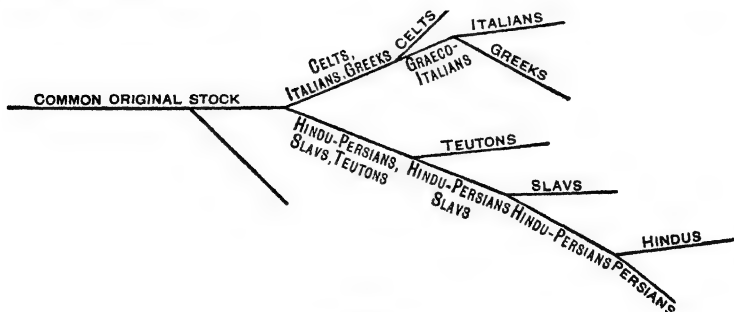 COMMON ORIGINAL STOCK
CELTS,
ITALIANS, GREEKS
CELTS
GRAECO-
ITALIANS
ITALIANS
GREEKS
HINDU-PERSIANS,
SLAVS, TEUTONS
TEUTONS
HINDU-PERSIANS
SLAVS
SLAVS
HINDU-PERSIANS
HINDUS
PERSIANS